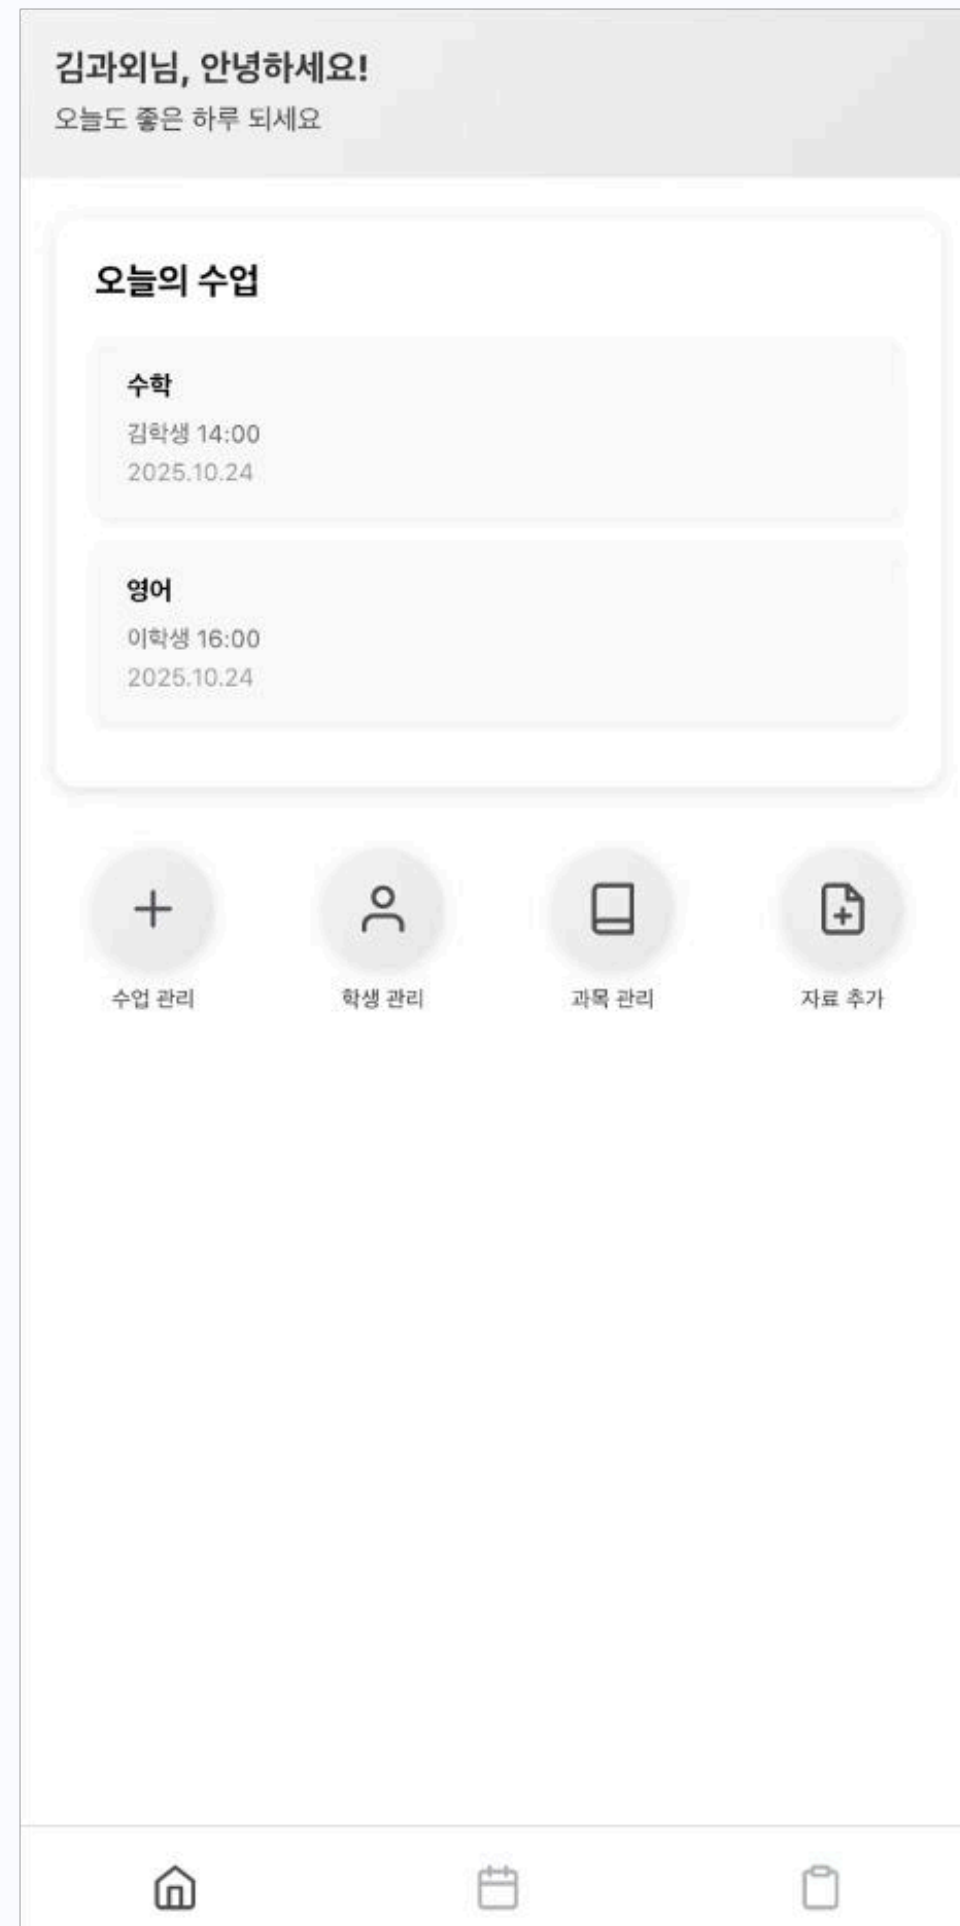 김과외님, 안녕하세요!
오늘도 좋은 하루 되세요
오늘의 수업
수학
김학생 14:00
2025.10.24
영어
이학생 16:00
2025.10.24
수업 관리
학생 관리
과목 관리
자료 추가